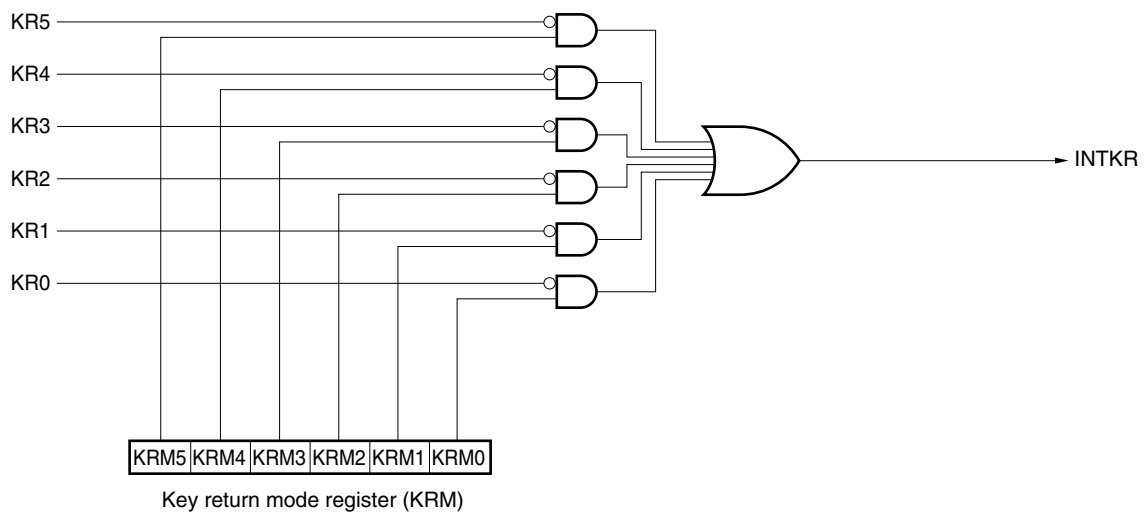 KR5
KR4
KR3
KR2
KR1
KR0
INTKR
KRM5 KRM4 KRM3 KRM2 KRM1 KRM0
Key return mode register (KRM)